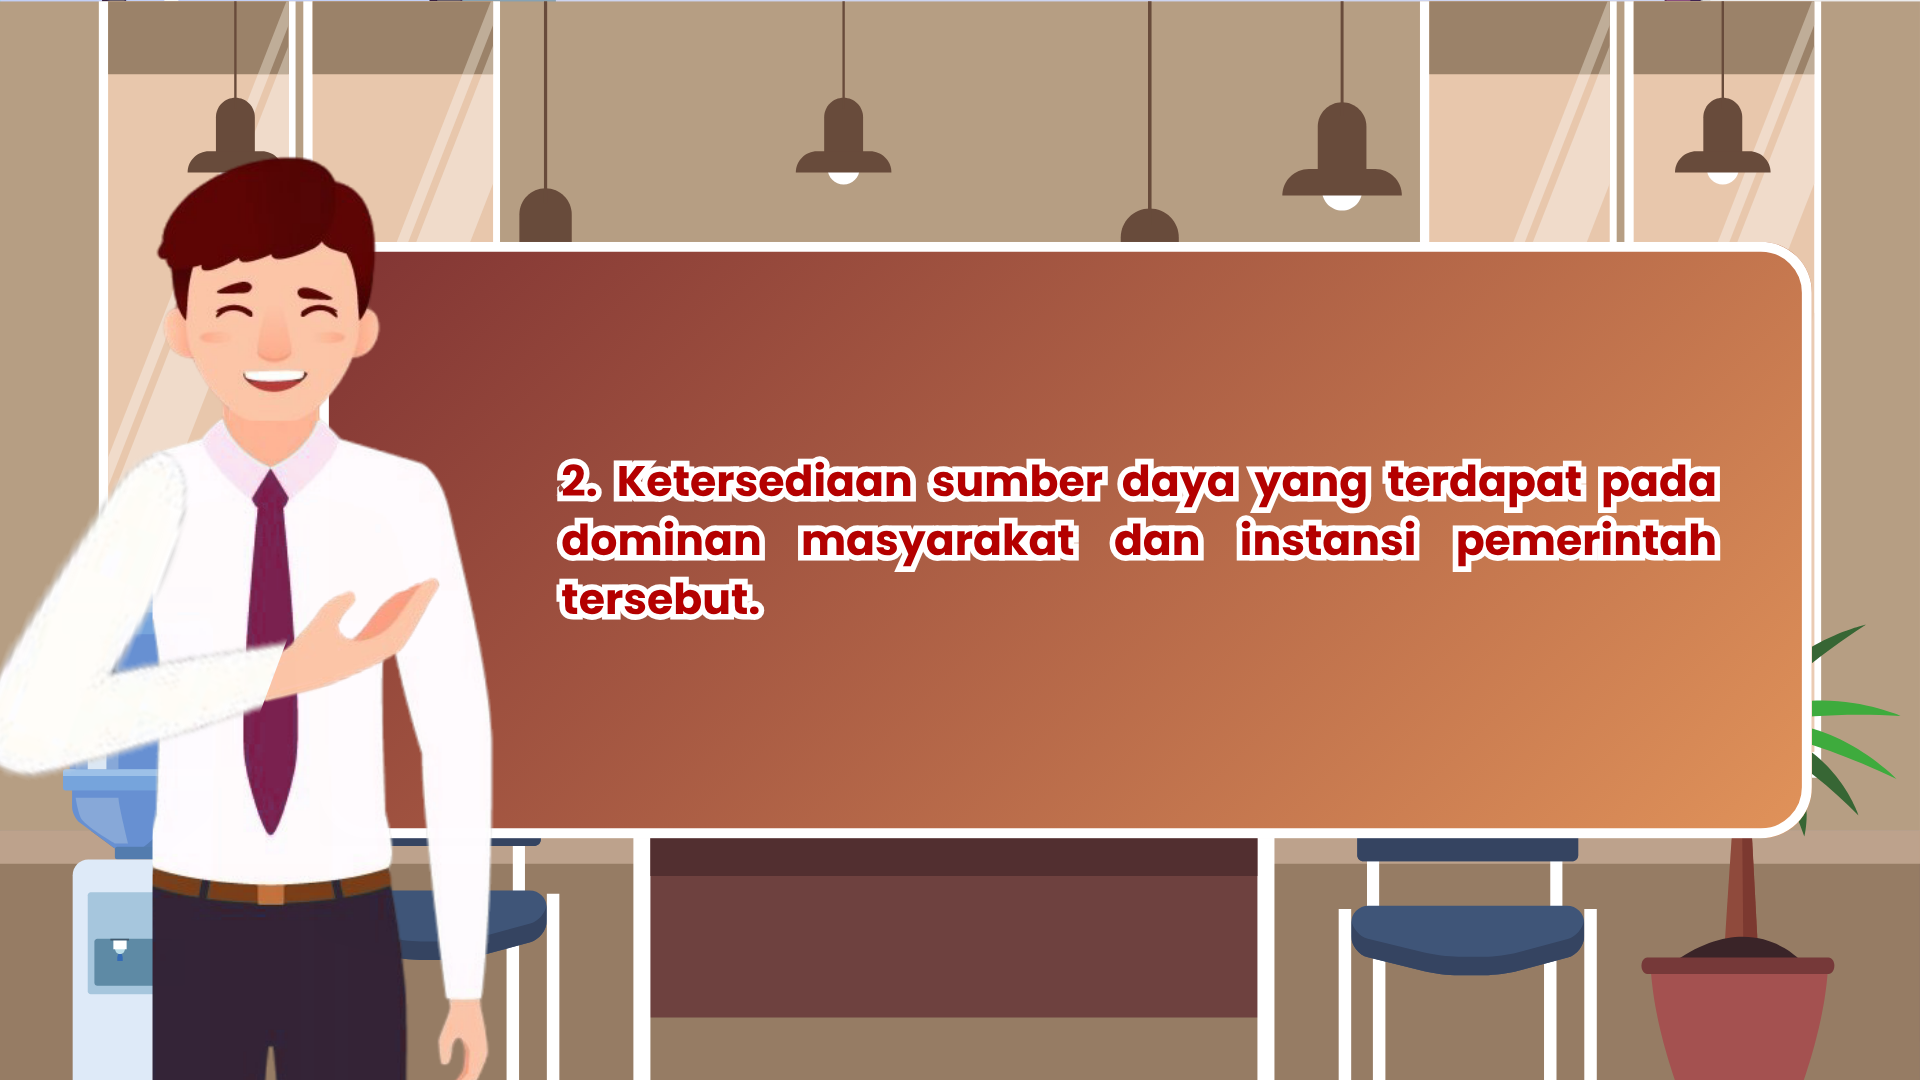 2. Ketersediaan sumber daya yang terdapat pada
dominan masyarakat dan instansi pemerintah
tersebut.